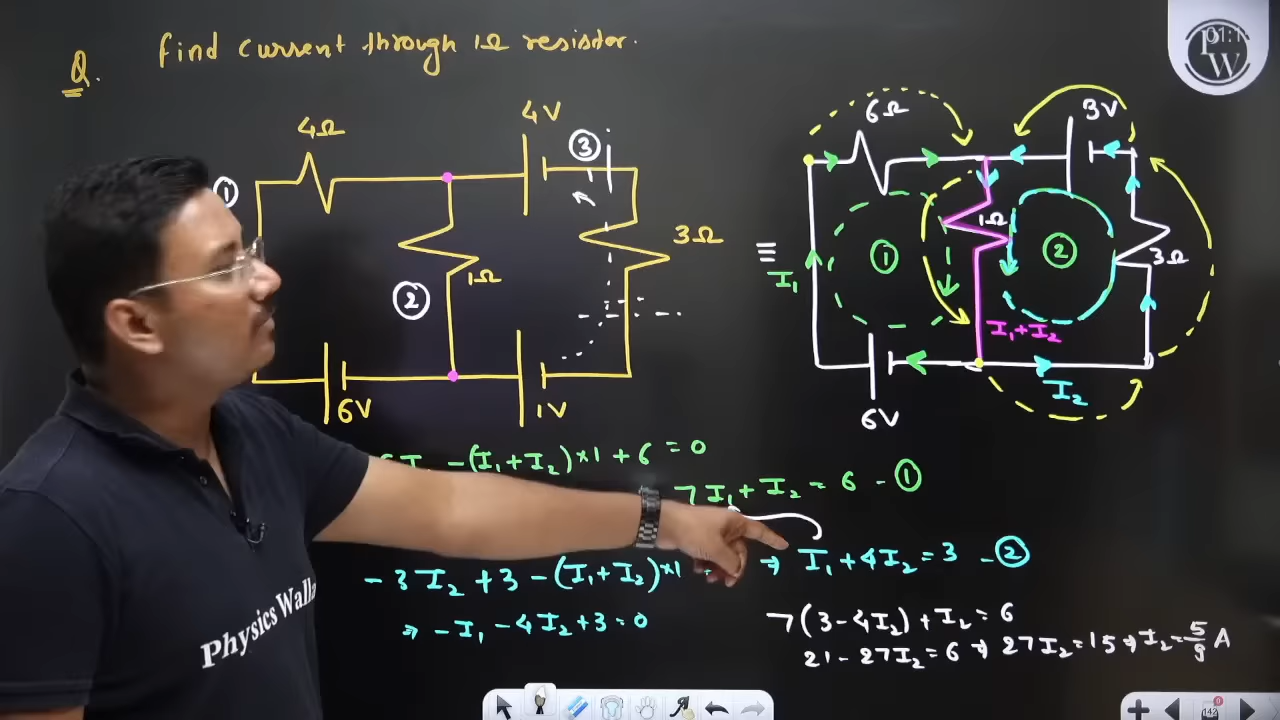 Q. Find current through 1Ω resistor.
4Ω
4V
①
③
②
1Ω
3Ω
6V
1V
≡
6Ω
3V
①
1Ω
②
3Ω
I₁
I₁+I₂
6V
I₂
-(I₁+I₂)×1 + 6 = 0
7I₁+I₂ = 6 - ①
-3I₂ + 3 - (I₁+I₂)×1
⇒ I₁+4I₂ = 3 - ②
⇒ -I₁ - 4I₂ + 3 = 0
7(3-4I₂) + I₂ = 6
21 - 27I₂ = 6 ⇒ 27I₂ = 15 ⇒ I₂ = 5/9 A
Physics Walla
PW
142